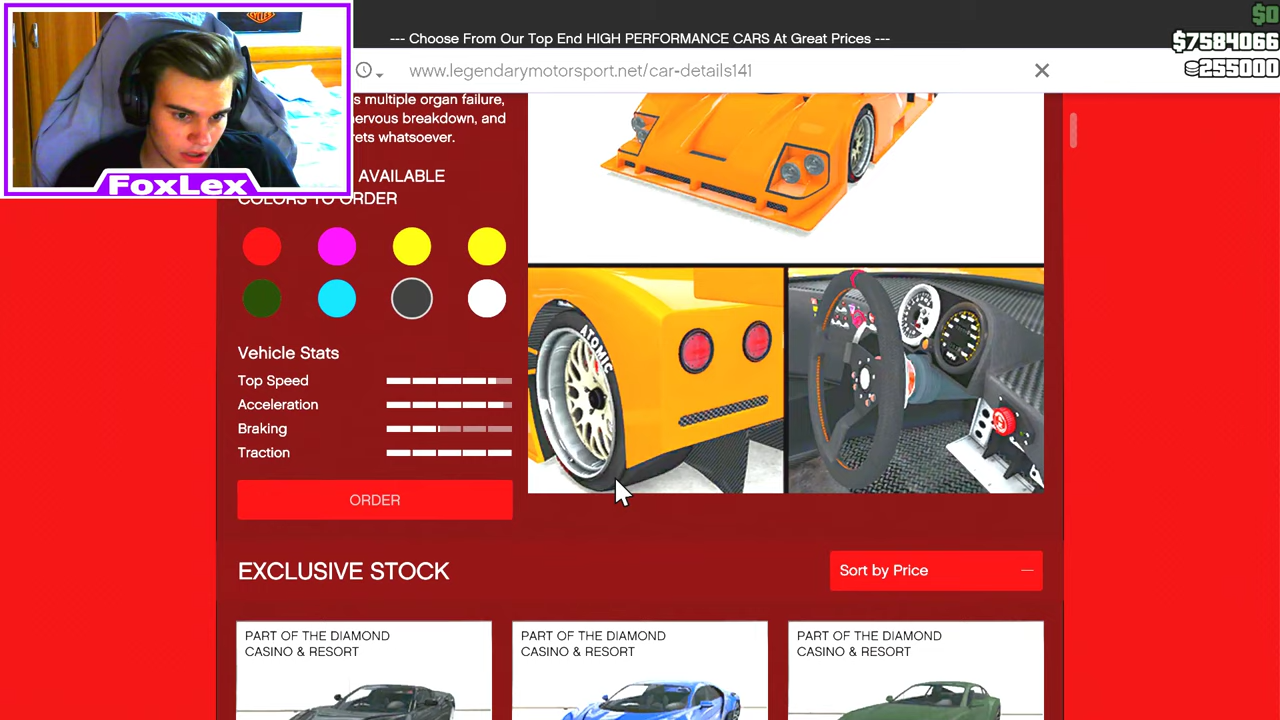 $0
--- Choose From Our Top End HIGH PERFORMANCE CARS At Great Prices ---
$7584066
255000
www.legendarymotorsport.net/car-details141
s multiple organ failure,
nervous breakdown, and
rets whatsoever.
FoxLex
AVAILABLE
COLORS TO ORDER
ATOMIC
Vehicle Stats
Top Speed
Acceleration
Braking
Traction
ORDER
EXCLUSIVE STOCK
Sort by Price
PART OF THE DIAMOND
CASINO & RESORT
PART OF THE DIAMOND
CASINO & RESORT
PART OF THE DIAMOND
CASINO & RESORT